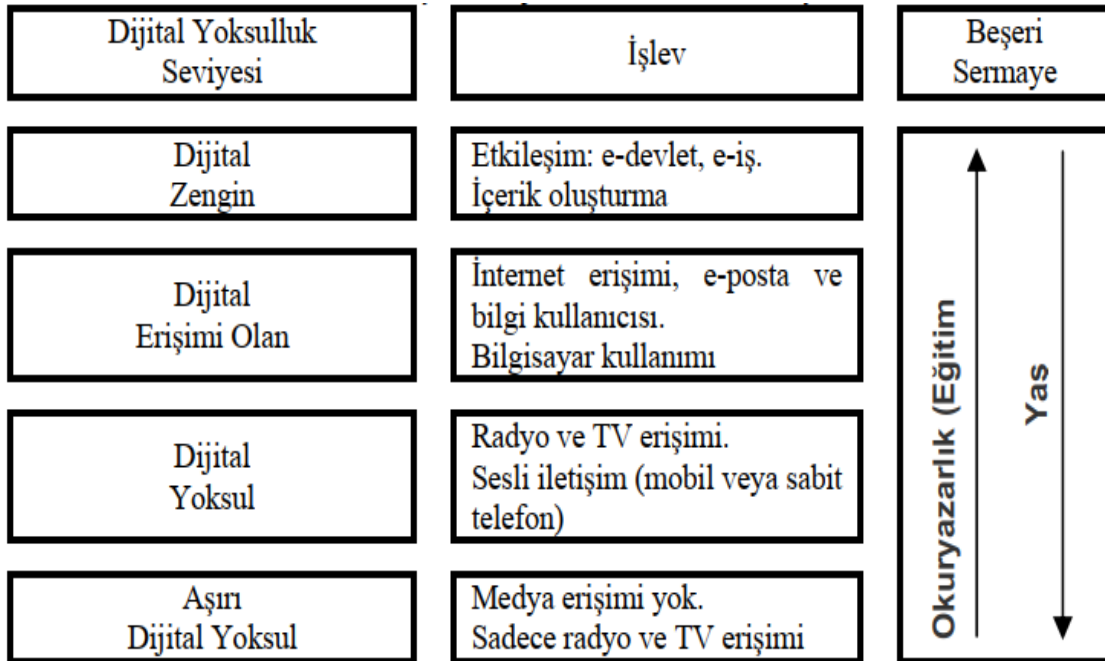 Dijital Yoksulluk
Seviyesi
İşlev
Beşeri
Sermaye
Dijital
Zengin
Etkileşim: e-devlet, e-iş.
İçerik oluşturma
Dijital
Erişimi Olan
İnternet erişimi, e-posta ve
bilgi kullanıcısı.
Bilgisayar kullanımı
Dijital
Yoksul
Radyo ve TV erişimi.
Sesli iletişim (mobil veya sabit
telefon)
Aşırı
Dijital Yoksul
Medya erişimi yok.
Sadece radyo ve TV erişimi
Okuryazarlık (Eğitim
Yas